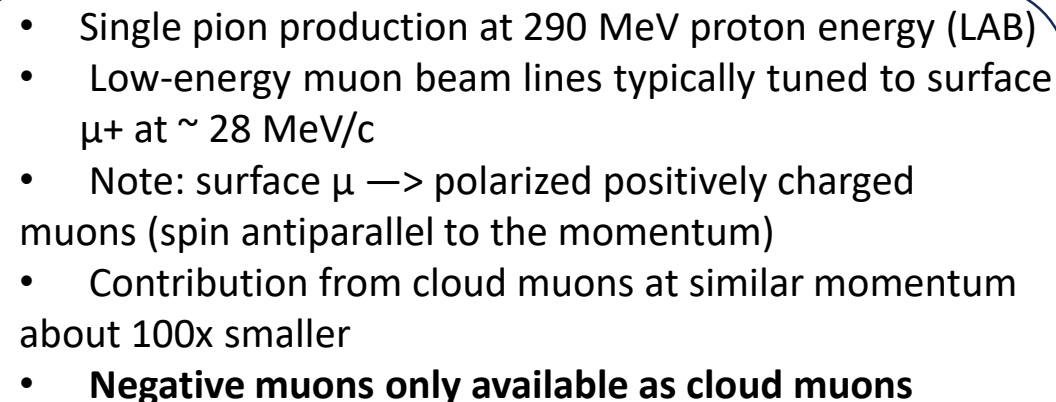 • Single pion production at 290 MeV proton energy (LAB)
• Low-energy muon beam lines typically tuned to surface
μ+ at ~ 28 MeV/c
• Note: surface μ —> polarized positively charged
muons (spin antiparallel to the momentum)
• Contribution from cloud muons at similar momentum
about 100x smaller
• Negative muons only available as cloud muons